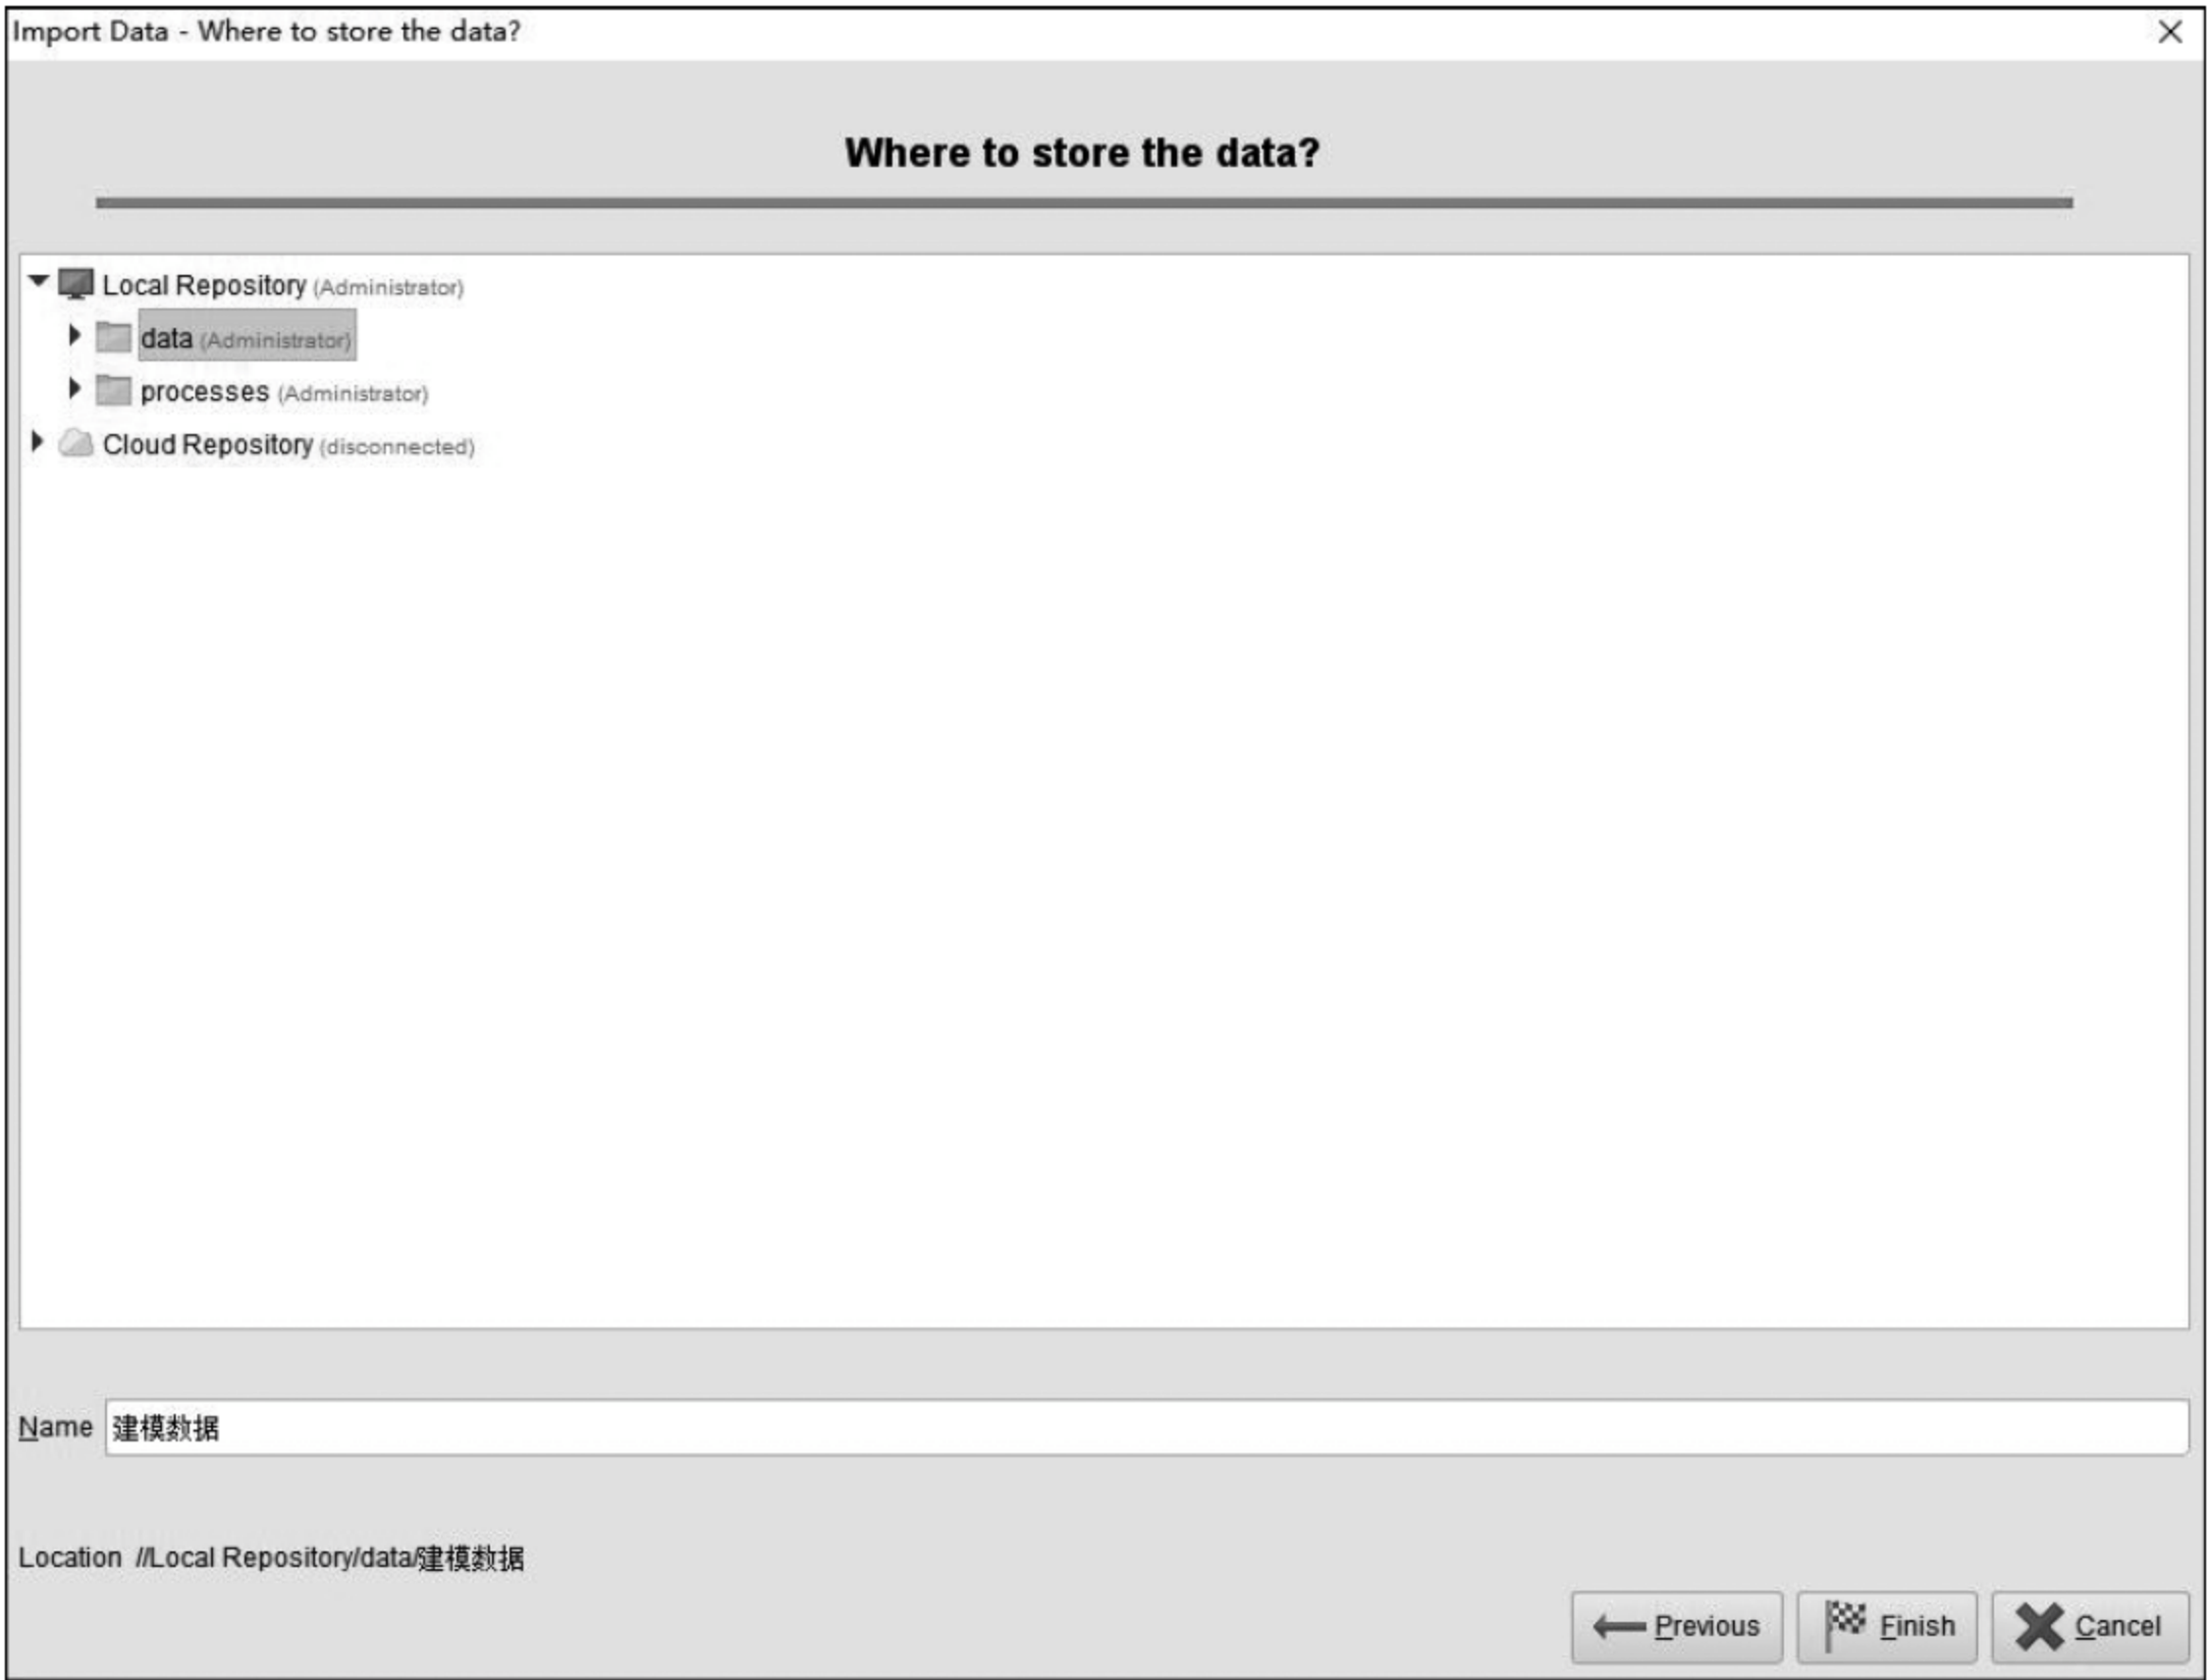 Import Data - Where to store the data?
Where to store the data?
Local Repository (Administrator)
data (Administrator)
processes (Administrator)
Cloud Repository (disconnected)
Name 建模数据
Location //Local Repository/data/建模数据
Previous Finish Cancel